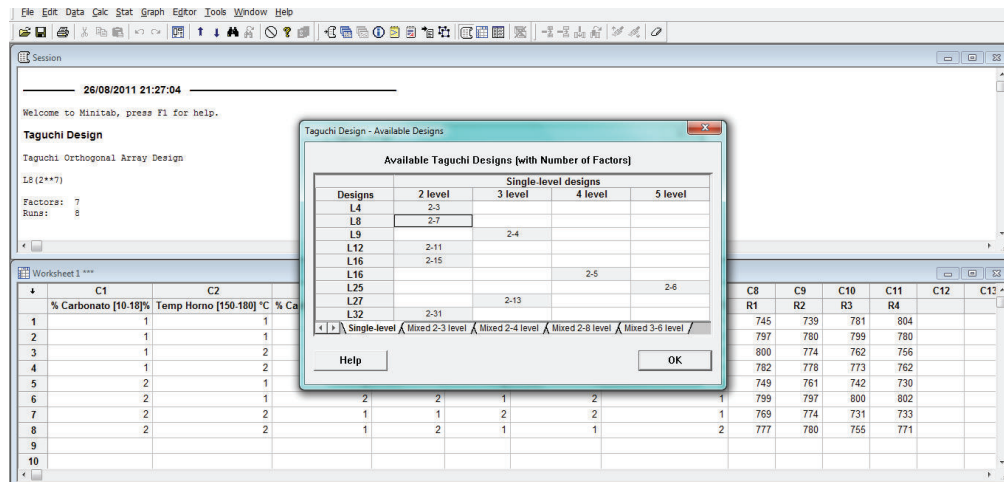 File Edit Data Calc Stat Graph Editor Tools Window Help
Session
26/08/2011 21:27:04
Welcome to Minitab, press F1 for help.
Taguchi Design
Taguchi Orthogonal Array Design
L8(2**7)
Factors: 7
Runs: 8
Taguchi Design - Available Designs
Available Taguchi Designs (with Number of Factors)
Single-level designs
Designs 2 level 3 level 4 level 5 level
L4 2-3
L8 2-7
L9 2-4
L12 2-11
L16 2-15
L16 2-5
L25 2-6
L27 2-13
L32 2-31
Single-level Mixed 2-3 level Mixed 2-4 level Mixed 2-8 level Mixed 3-6 level
Help OK
Worksheet 1 ***
C1 C2 C8 C9 C10 C11 C12 C13
% Carbonato [10-18]% Temp Horno [150-180] °C % Ca R1 R2 R3 R4
1 1 1 745 739 781 804
2 1 1 797 780 799 780
3 1 2 800 774 762 756
4 1 2 782 778 773 762
5 2 1 749 761 742 730
6 2 1 2 2 1 2 1 799 797 800 802
7 2 2 1 1 2 2 1 769 774 731 733
8 2 2 1 2 1 1 2 777 780 755 771
9
10